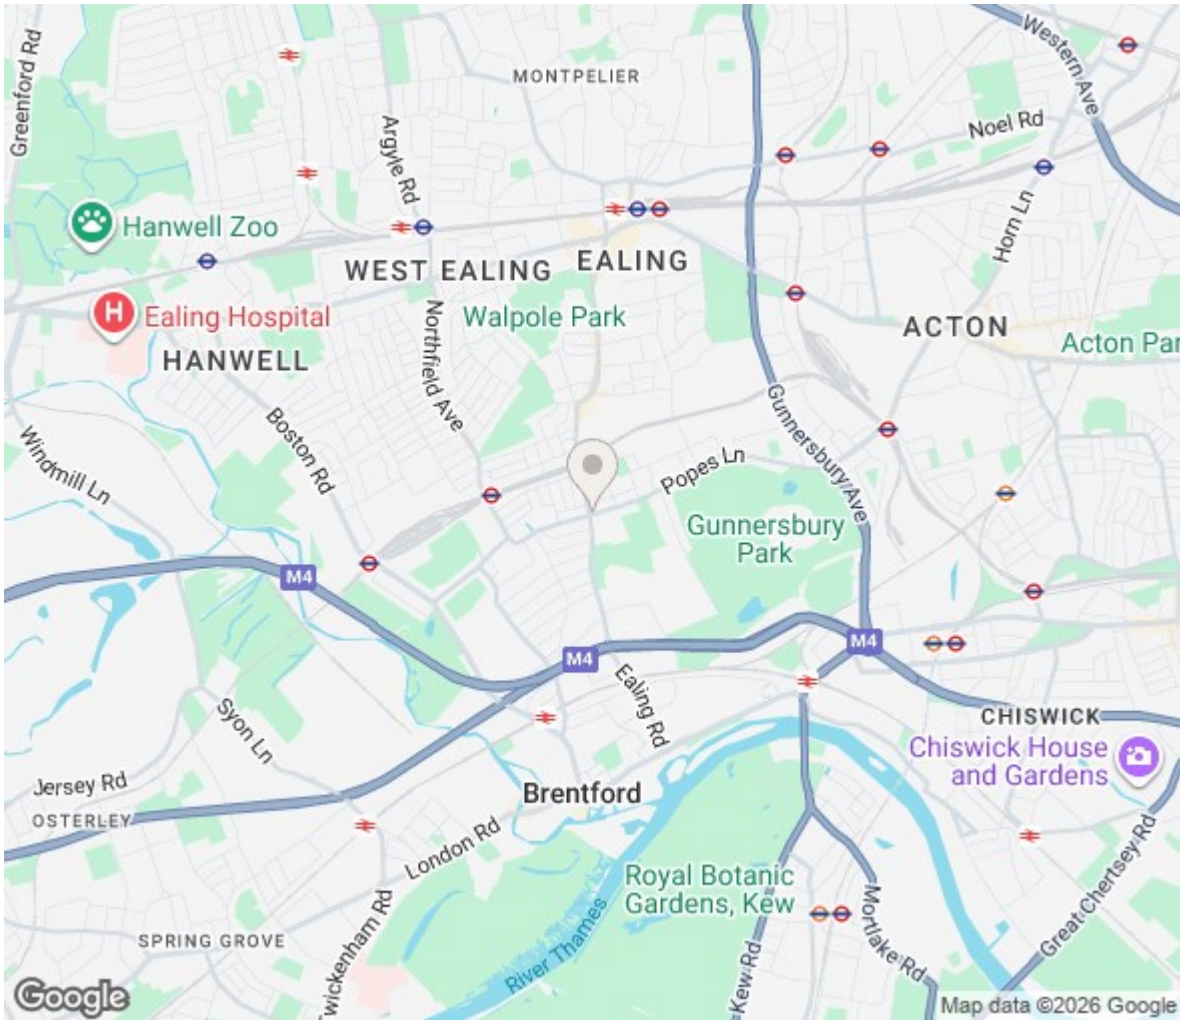 Greenford Rd
MONTPELIER
Western Ave
Argyle Rd
Noel Rd
Hanwell Zoo
Horn Ln
WEST EALING
EALING
H
Ealing Hospital
Northfield Ave
Walpole Park
ACTON
Acton Par
HANWELL
Boston Rd
Gunnersbury Ave
Windmill Ln
Popes Ln
Gunnersbury
Park
M4
M4
M4
Ealing Rd
Syon Ln
CHISWICK
Chiswick House
and Gardens
Jersey Rd
Brentford
OSTERLEY
London Rd
Great Chertsey Rd
Royal Botanic
Gardens, Kew
Mortlake Rd
SPRING GROVE
Twickenham Rd
River Thames
Kew Rd
Google
Map data ©2026 Google